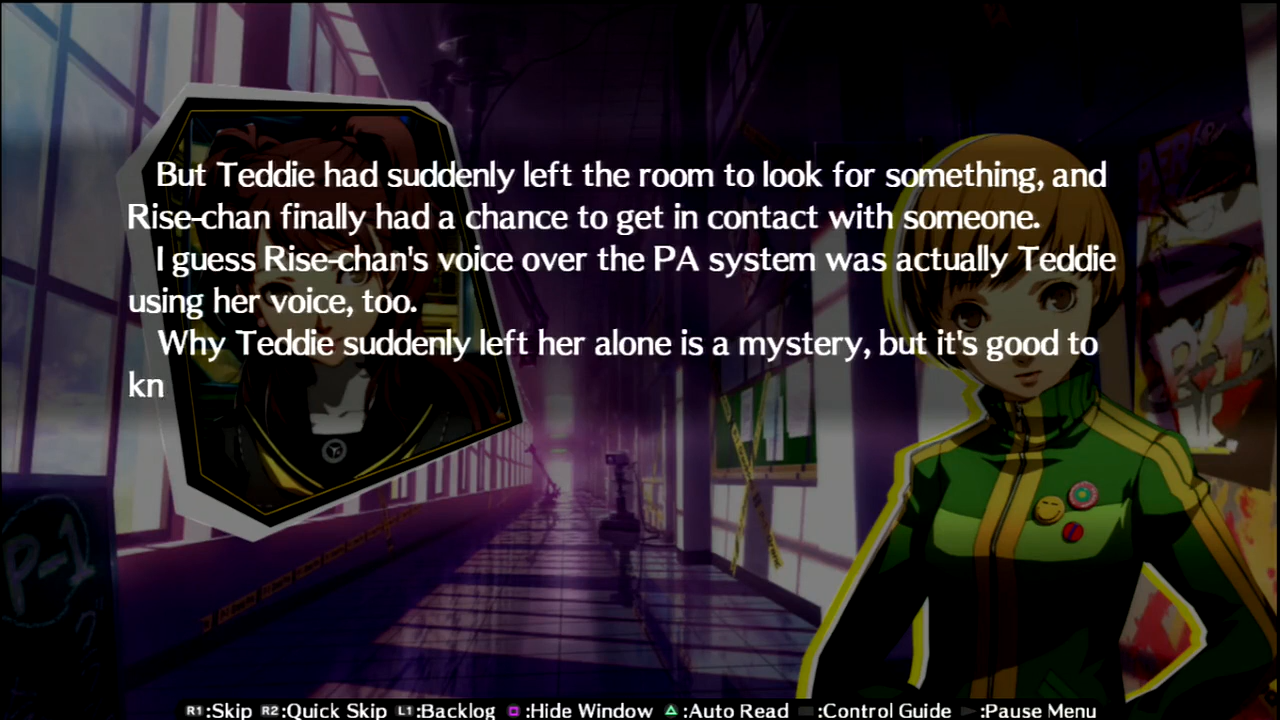 But Teddie had suddenly left the room to look for something, and
Rise-chan finally had a chance to get in contact with someone.
I guess Rise-chan's voice over the PA system was actually Teddie
using her voice, too.
Why Teddie suddenly left her alone is a mystery, but it's good to
kn
P-1
R1:Skip R2:Quick Skip L1:Backlog :Hide Window :Auto Read :Control Guide :Pause Menu